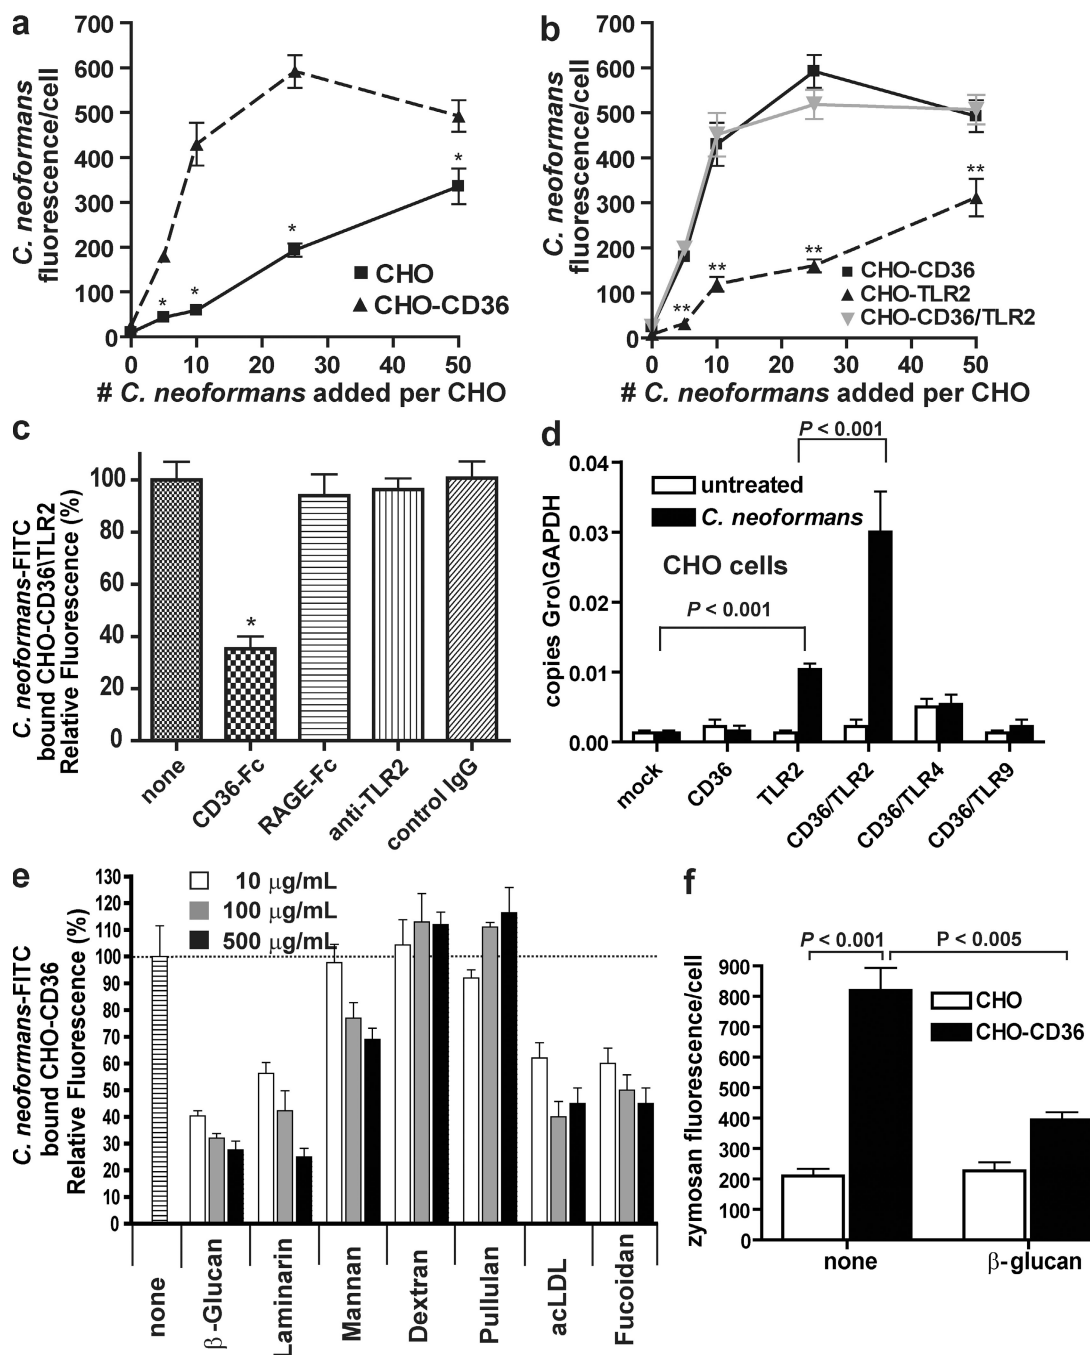 a
700
600
500
400
300
200
100
0
C. neoformans
fluorescence/cell
*
*
*
*
CHO
CHO-CD36
0 10 20 30 40 50
# C. neoformans added per CHO
b
700
600
500
400
300
200
100
0
C. neoformans
fluorescence/cell
**
**
**
**
CHO-CD36
CHO-TLR2
CHO-CD36/TLR2
0 10 20 30 40 50
# C. neoformans added per CHO
c
C. neoformans-FITC
bound CHO-CD36\TLR2
Relative Fluorescence (%)
100
80
60
40
20
0
*
none
CD36-Fc
RAGE-Fc
anti-TLR2
control IgG
d
P < 0.001
copies Gro\GAPDH
0.04
0.03
0.02
0.01
0.00
untreated
C. neoformans
CHO cells
P < 0.001
mock
CD36
TLR2
CD36/TLR2
CD36/TLR4
CD36/TLR9
e
C. neoformans-FITC
bound CHO-CD36
Relative Fluorescence (%)
130
120
110
100
90
80
70
60
50
40
30
20
10
0
10 µg/mL
100 µg/mL
500 µg/mL
none
β-Glucan
Laminarin
Mannan
Dextran
Pullulan
acLDL
Fucoidan
f
P < 0.001
P < 0.005
zymosan fluorescence/cell
900
800
700
600
500
400
300
200
100
0
CHO
CHO-CD36
none
β-glucan